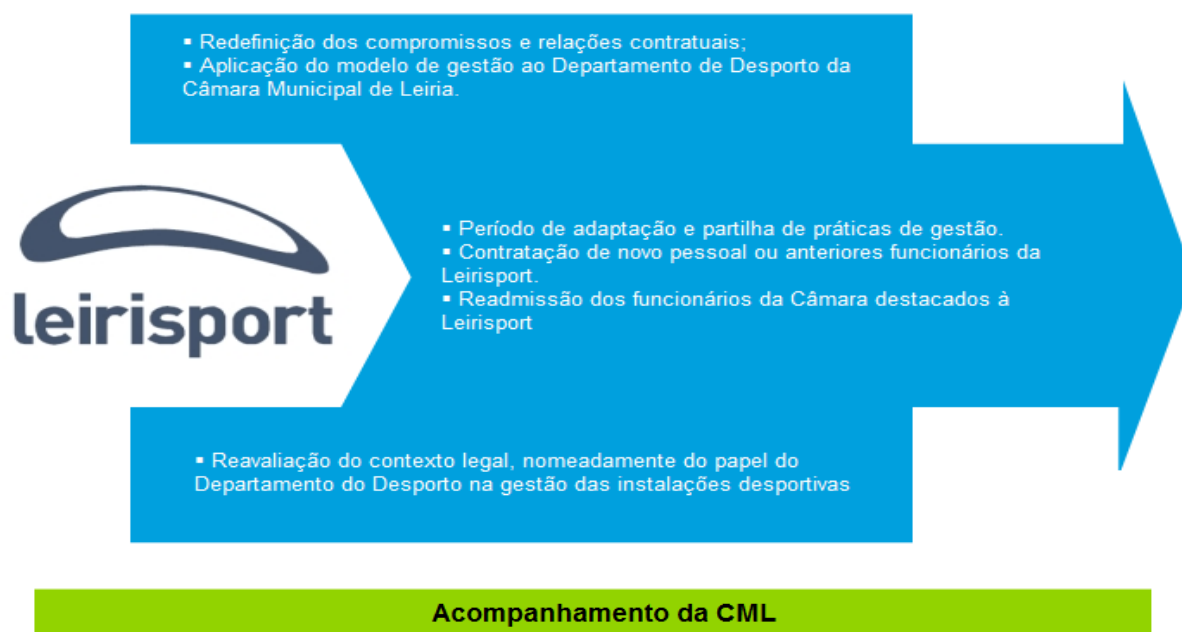 ▪ Redefinição dos compromissos e relações contratuais;
▪ Aplicação do modelo de gestão ao Departamento de Desporto da
Câmara Municipal de Leiria.
leirisport
▪ Período de adaptação e partilha de práticas de gestão.
▪ Contratação de novo pessoal ou anteriores funcionários da
Leirisport.
▪ Readmissão dos funcionários da Câmara destacados à
Leirisport
▪ Reavaliação do contexto legal, nomeadamente do papel do
Departamento do Desporto na gestão das instalações desportivas
Acompanhamento da CML